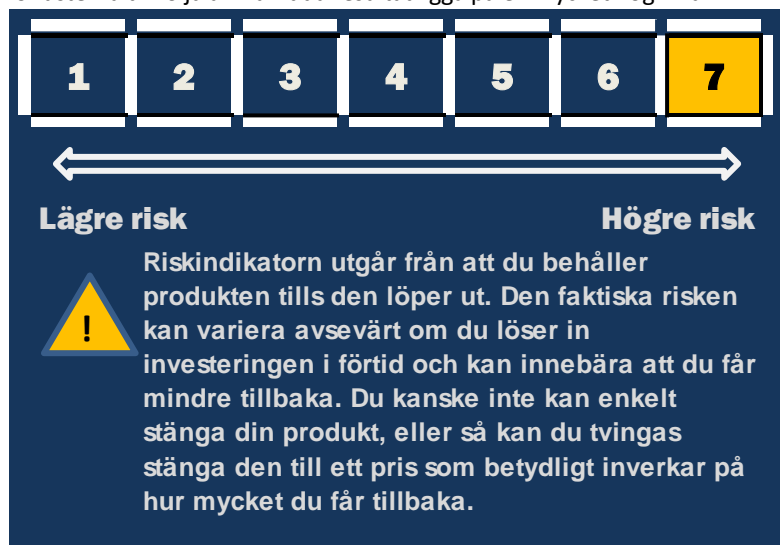 1 2 3 4 5 6 7
Lägre risk Högre risk
Riskindikatorn utgår från att du behåller
produkten tills den löper ut. Den faktiska risken
! kan variera avsevärt om du löser in
investeringen i förtid och kan innebära att du får
mindre tillbaka. Du kanske inte kan enkelt
stänga din produkt, eller så kan du tvingas
stänga den till ett pris som betydligt inverkar på
hur mycket du får tillbaka.